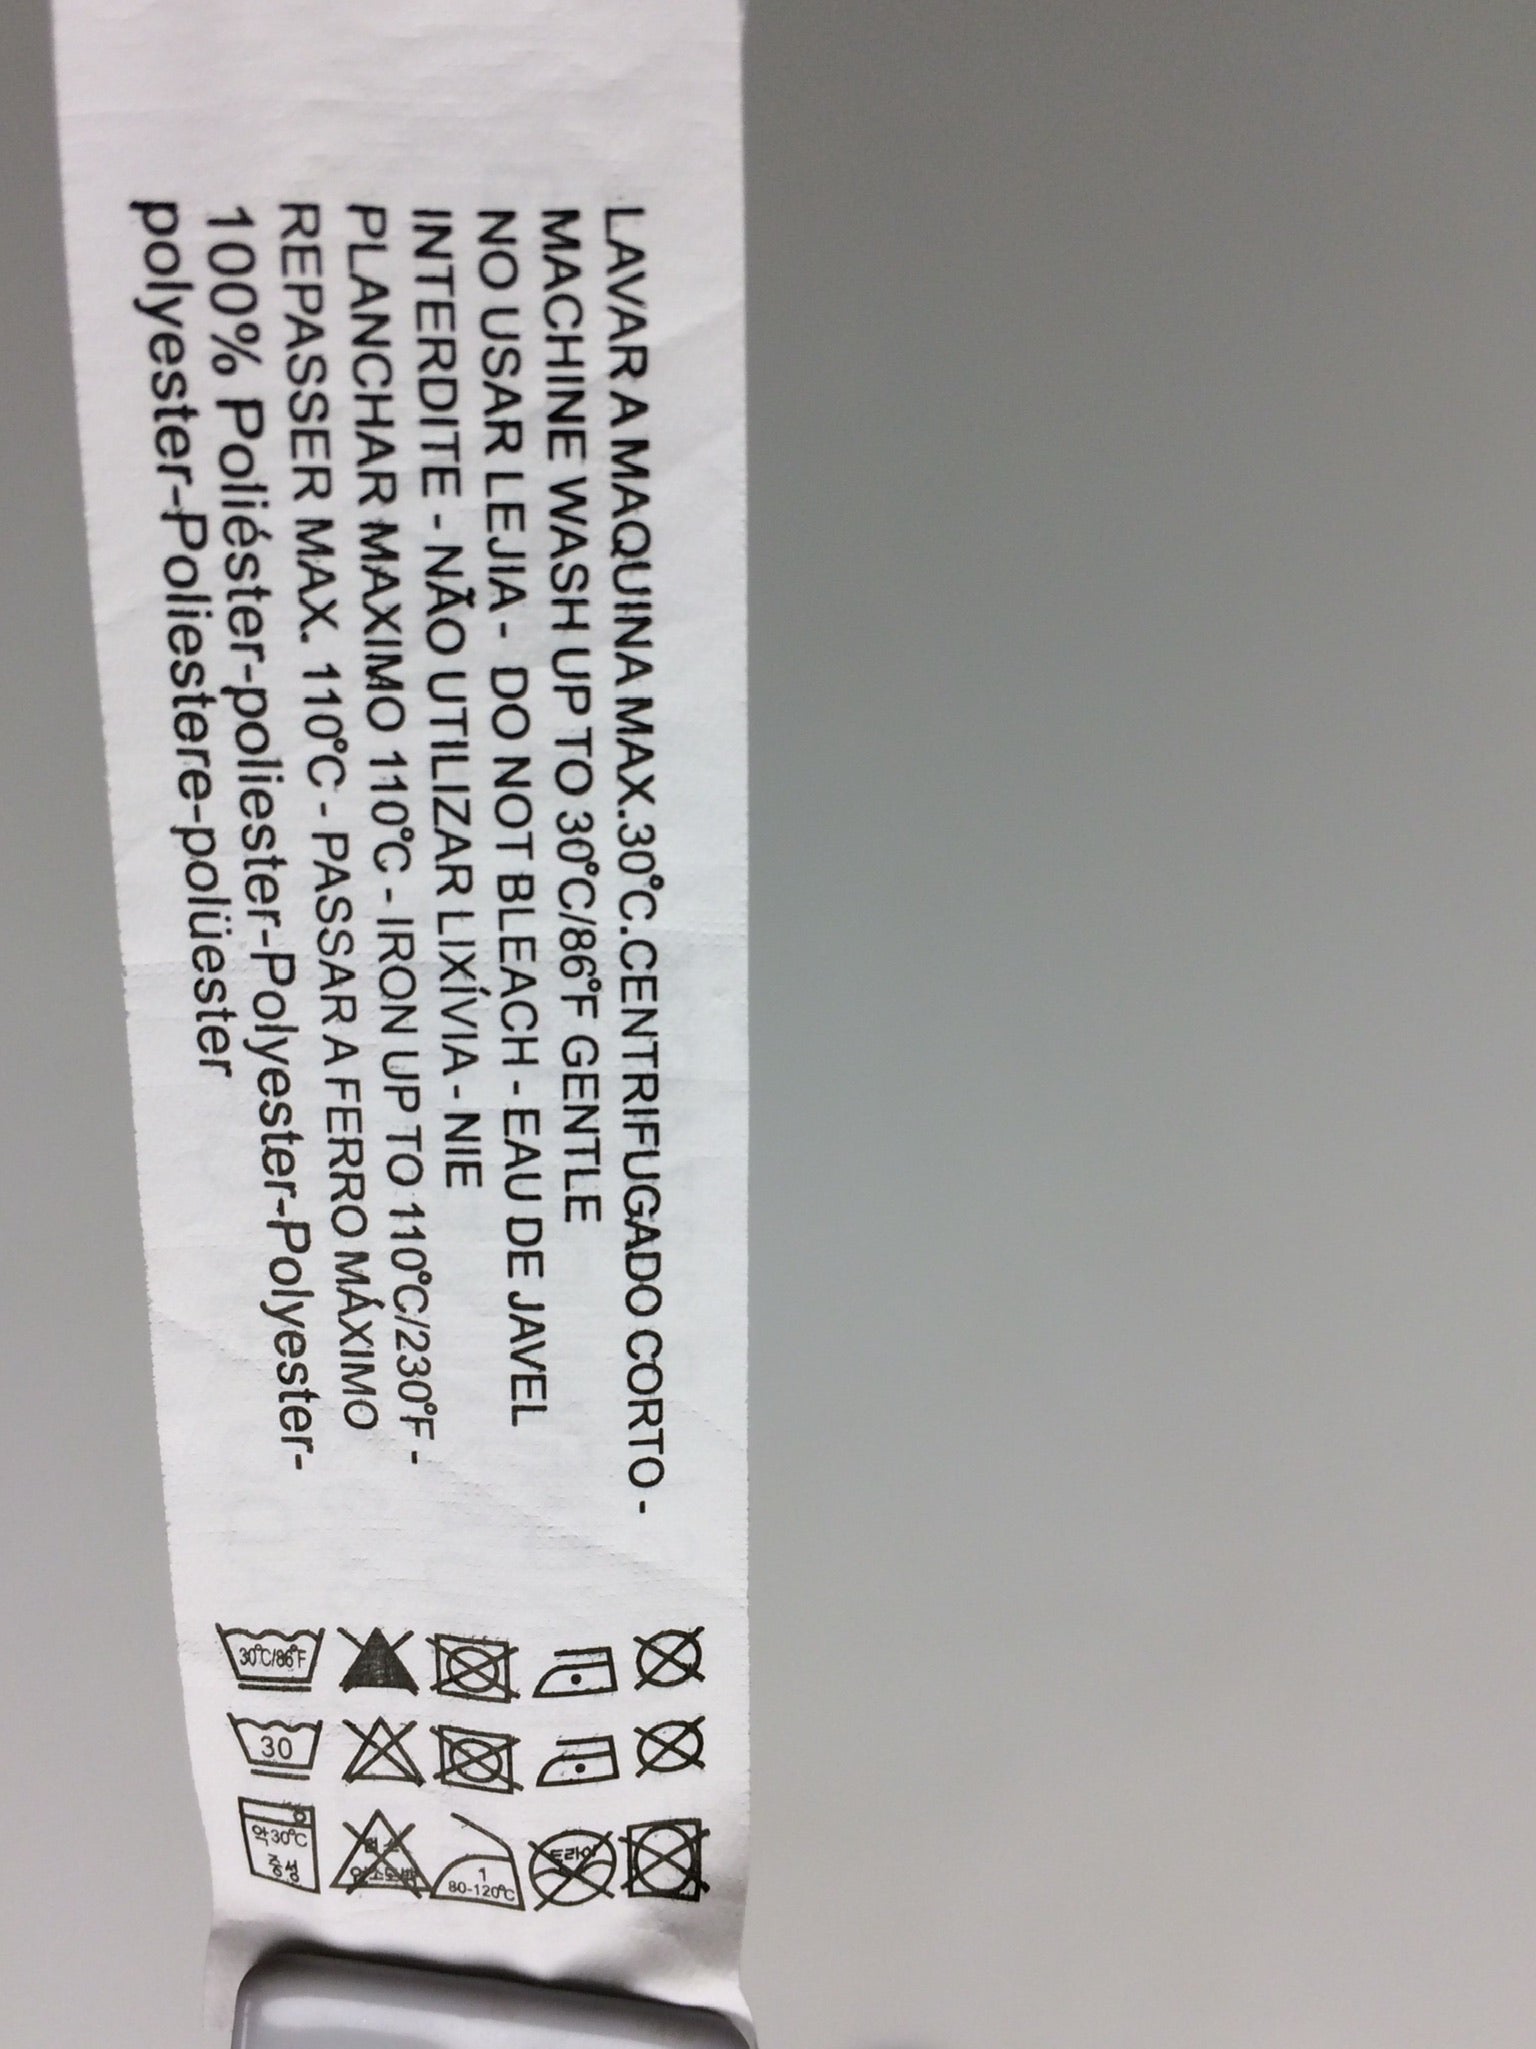 LAVAR A MAQUINA MAX.30°C.CENTRIFUGADO CORTO -
MACHINE WASH UP TO 30°C/86°F GENTLE
NO USAR LEJIA - DO NOT BLEACH - EAU DE JAVEL
INTERDITE - NÃO UTILIZAR LIXÍVIA - NIE
PLANCHAR MAXIMO 110°C - IRON UP TO 110°C/230°F -
REPASSER MAX. 110°C - PASSAR A FERRO MÁXIMO
100% Poliéster-poliester-Polyester-Polyester-
polyester-Poliestere-polüester
30°C/86°F
30
약30°C
중성
1
80-120°C
드라이